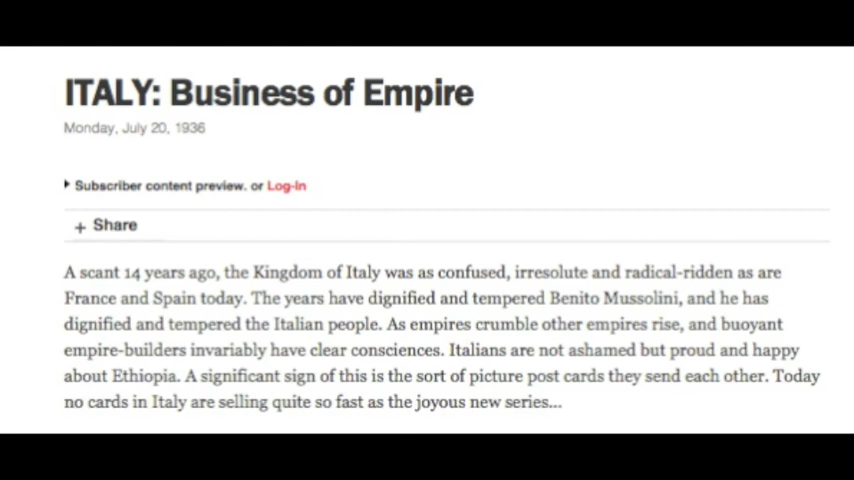 ITALY: Business of Empire
Monday, July 20, 1936
Subscriber content preview. or Log-In
+ Share
A scant 14 years ago, the Kingdom of Italy was as confused, irresolute and radical-ridden as are
France and Spain today. The years have dignified and tempered Benito Mussolini, and he has
dignified and tempered the Italian people. As empires crumble other empires rise, and buoyant
empire-builders invariably have clear consciences. Italians are not ashamed but proud and happy
about Ethiopia. A significant sign of this is the sort of picture post cards they send each other. Today
no cards in Italy are selling quite so fast as the joyous new series...